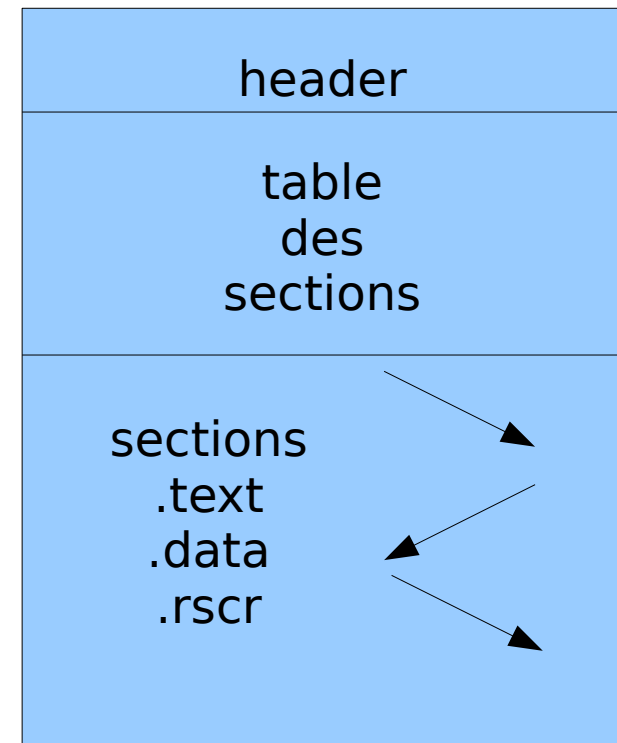 header
table
des
sections
sections
.text
.data
.rscr